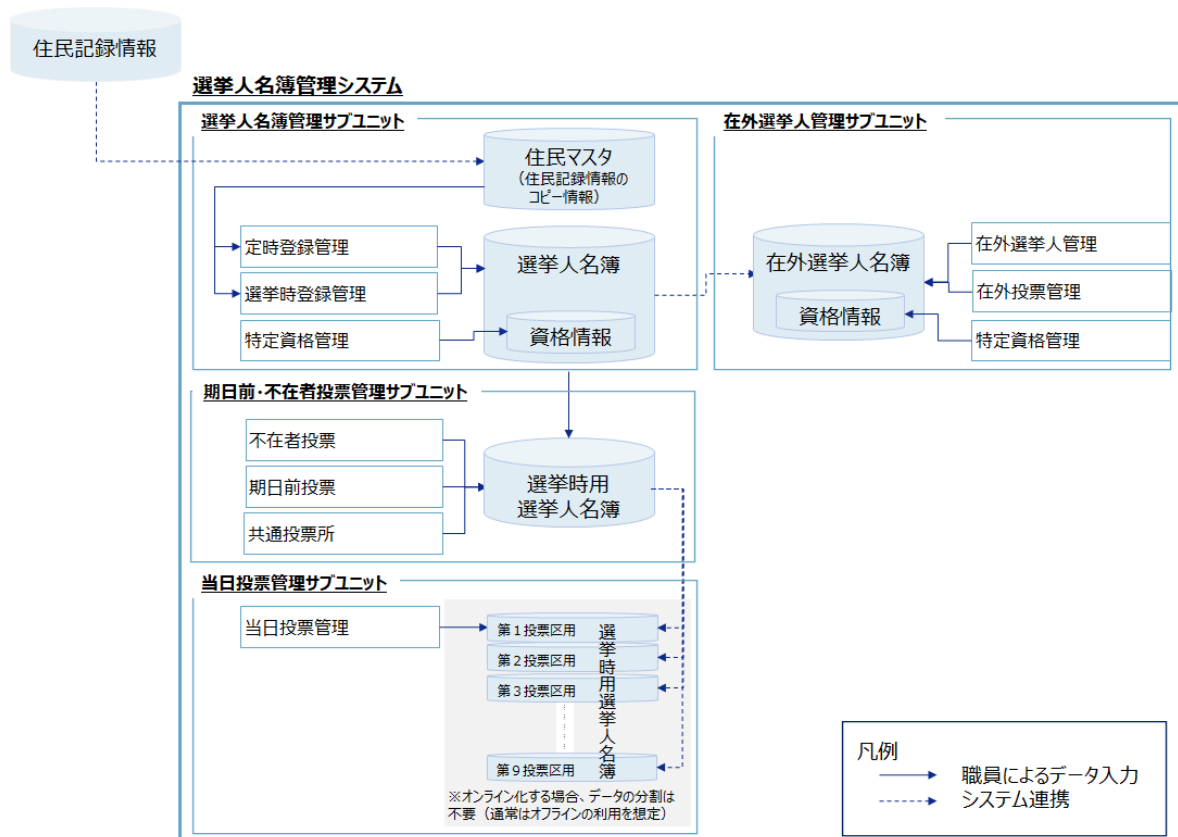 住民記録情報
選挙人名簿管理システム
選挙人名簿管理サブユニット
住民マスタ
（住民記録情報の
コピー情報）
定時登録管理
選挙時登録管理
特定資格管理
選挙人名簿
資格情報
在外選挙人管理サブユニット
在外選挙人名簿
資格情報
在外選挙人管理
在外投票管理
特定資格管理
期日前・不在者投票管理サブユニット
不在者投票
期日前投票
共通投票所
選挙時用
選挙人名簿
当日投票管理サブユニット
当日投票管理
第１投票区用
第２投票区用
第３投票区用
第９投票区用
選挙時用選挙人名簿
※オンライン化する場合、データの分割は
不要（通常はオフラインの利用を想定）
凡例
職員によるデータ入力
システム連携